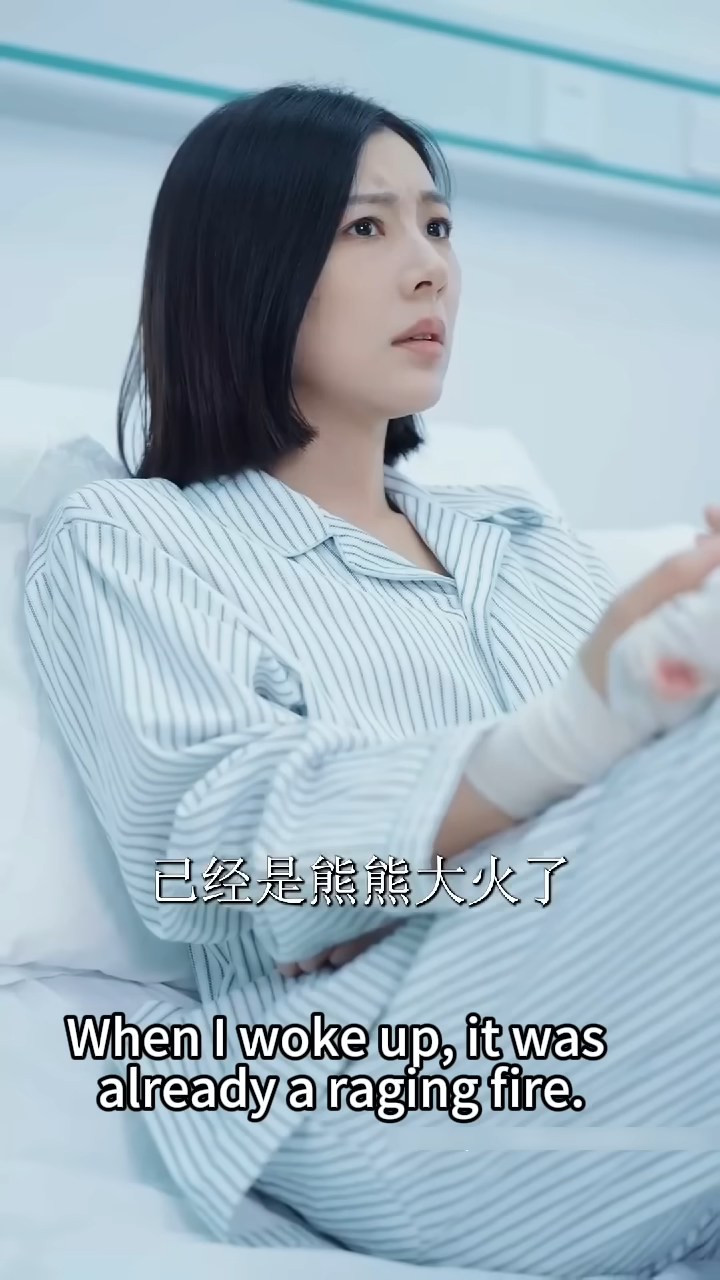 已经是熊熊大火了
When I woke up, it was
already a raging fire.